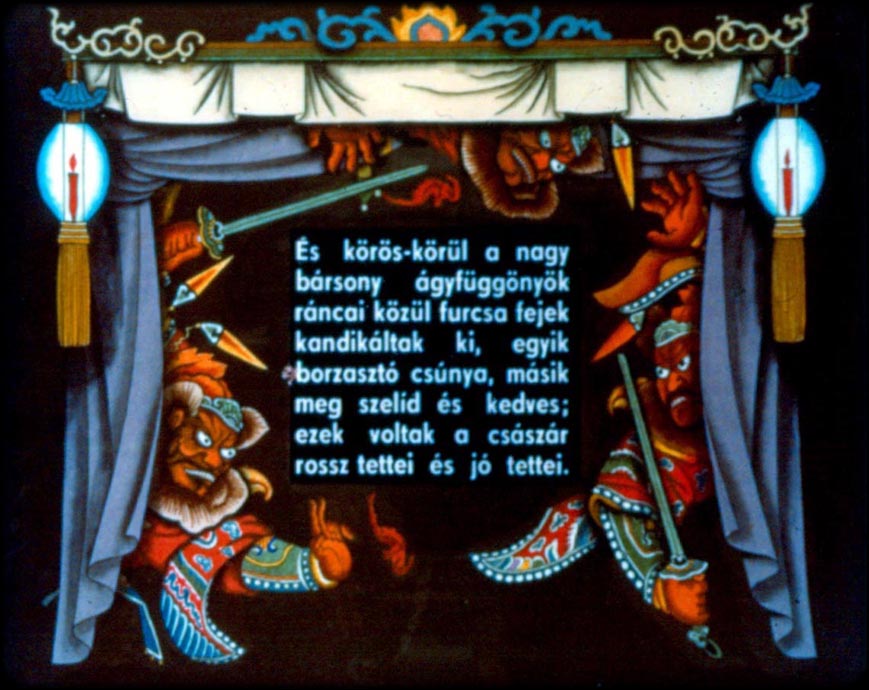 És körös-körül a nagy
bársony ágyfüggönyök
ráncai közül furcsa fejek
kandikáltak ki, egyik
borzasztó csúnya, másik
meg szelíd és kedves;
ezek voltak a császár
rossz tettei és jó tettei.